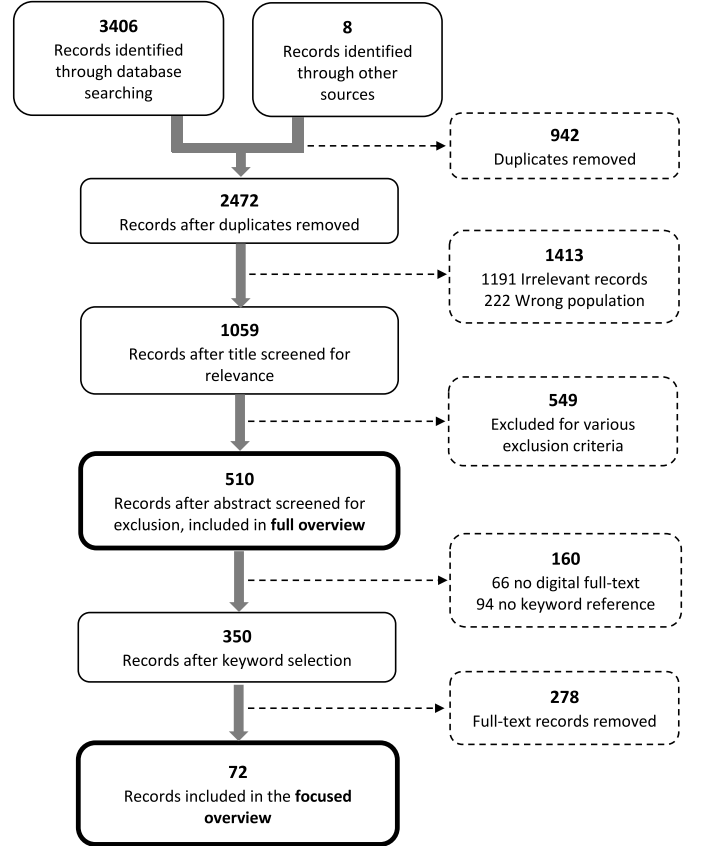 3406
Records identified
through database
searching
8
Records identified
through other
sources
942
Duplicates removed
2472
Records after duplicates removed
1413
1191 Irrelevant records
222 Wrong population
1059
Records after title screened for
relevance
549
Excluded for various
exclusion criteria
510
Records after abstract screened for
exclusion, included in full overview
160
66 no digital full-text
94 no keyword reference
350
Records after keyword selection
278
Full-text records removed
72
Records included in the focused
overview